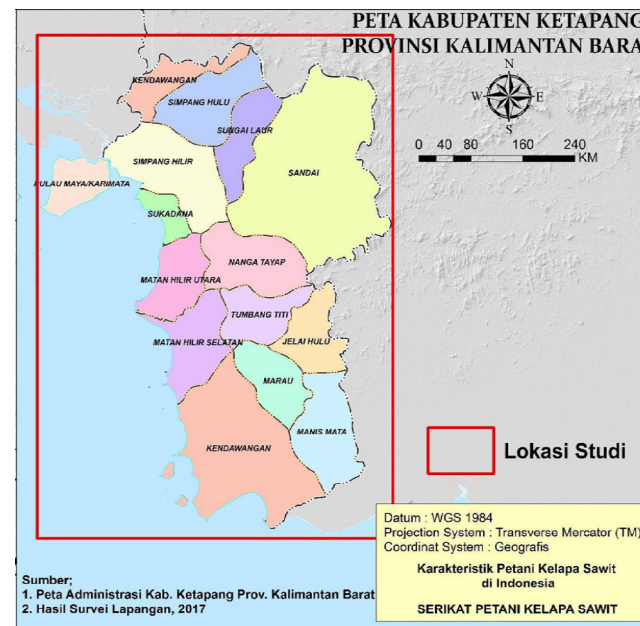 PETA KABUPATEN KETAPANG
PROVINSI KALIMANTAN BARA
N
W
E
S
0 40 80 160 240
KM
KENDAWANGAN
SIMPANG HULU
SUNGAI LAUR
SIMPANG HILIR
SANDAI
PULAU MAYA/KARIMATA
SUKADANA
NANGA TAYAP
MATAN HILIR UTARA
TUMBANG TITI
MATAN HILIR SELATAN
JELAI HULU
MARAU
MANIS MATA
KENDAWANGAN
Lokasi Studi
Datum : WGS 1984
Projection System : Transverse Mercator (TM)
Coordinat System : Geografis
Karakteristik Petani Kelapa Sawit
di Indonesia
SERIKAT PETANI KELAPA SAWIT
Sumber;
1. Peta Administrasi Kab. Ketapang Prov. Kalimantan Barat
2. Hasil Survei Lapangan, 2017